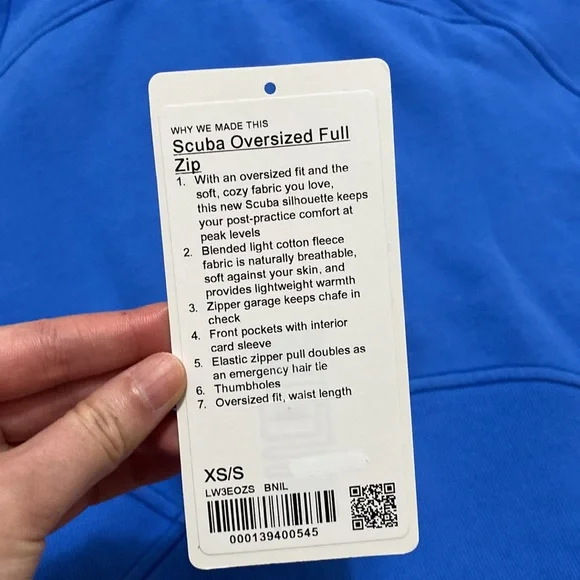 WHY WE MADE THIS
Scuba Oversized Full
Zip
1. With an oversized fit and the
soft, cozy fabric you love,
this new Scuba silhouette keeps
your post-practice comfort at
peak levels
2. Blended light cotton fleece
fabric is naturally breathable,
soft against your skin, and
provides lightweight warmth
3. Zipper garage keeps chafe in
check
4. Front pockets with interior
card sleeve
5. Elastic zipper pull doubles as
an emergency hair tie
6. Thumbholes
7. Oversized fit, waist length
XS/S
LW3EOZS BNIL
000139400545